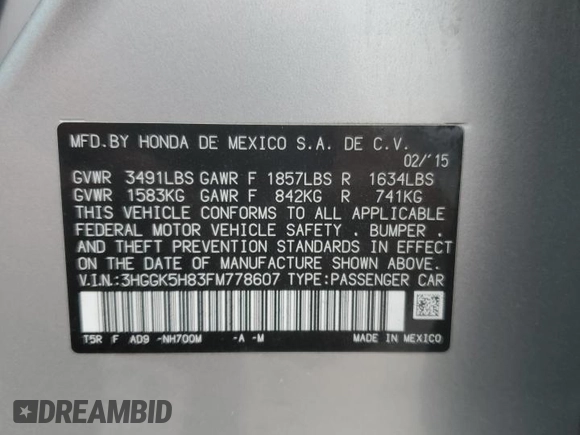 MFD.BY HONDA DE MEXICO S.A. DE C.V.
02/'15
GVWR 3491LBS GAWR F 1857LBS R 1634LBS
GVWR 1583KG GAWR F 842KG R 741KG
THIS VEHICLE CONFORMS TO ALL APPLICABLE
FEDERAL MOTOR VEHICLE SAFETY . BUMPER .
AND THEFT PREVENTION STANDARDS IN EFFECT
ON THE DATE OF MANUFACTURE SHOWN ABOVE.
V.I.N.:3HGGK5H83FM778607 TYPE:PASSENGER CAR
T5R F AD9 -NH700M -A -M MADE IN MEXICO
DREAMBID